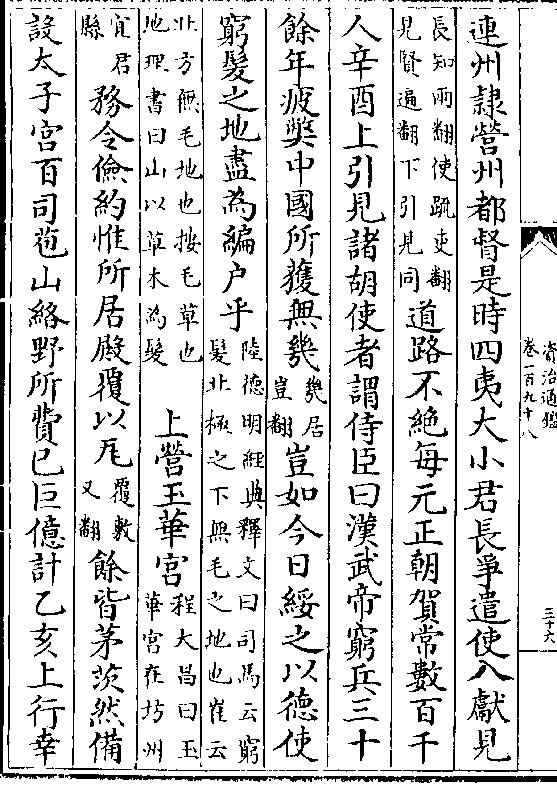 資治通鑑
卷一百九十八
三十六
連州隷營州都督是時四夷大小君長爭遣使入獻見
長知兩翻使疏吏翻
見賢遍翻下引見同
道路不絶每元正朝賀常數百千
人辛酉上引見諸胡使者謂侍臣曰漢武帝窮兵三十
餘年疲弊中國所獲無幾
幾居
豈翻
豈如今日綏之以德使
窮髮之地盡為編户乎
陸德明經典釋文曰司馬云窮
髮北極之下無毛之地也崔云
北方無毛地也按毛草也
地理書曰山以草木為髮
上營玉華宮
程大昌曰玉
華宮在坊州
宜君
縣
務令儉約惟所居殿覆以瓦
覆敷
又翻
餘皆茅茨然備
設太子宮百司苞山絡野所費已巨億計乙亥上行幸